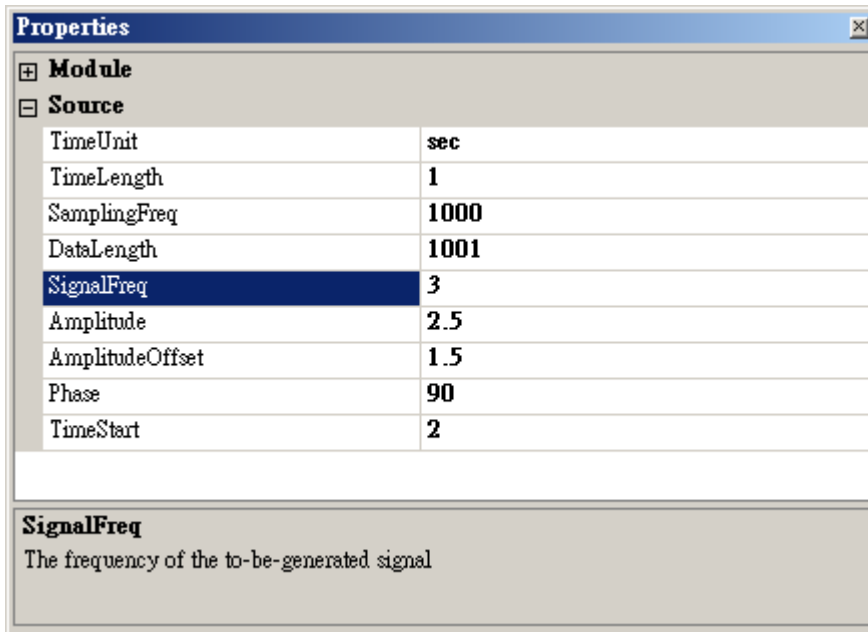 Properties
Module
Source
TimeUnit sec
TimeLength 1
SamplingFreq 1000
DataLength 1001
SignalFreq 3
Amplitude 2.5
AmplitudeOffset 1.5
Phase 90
TimeStart 2
SignalFreq
The frequency of the to-be-generated signal